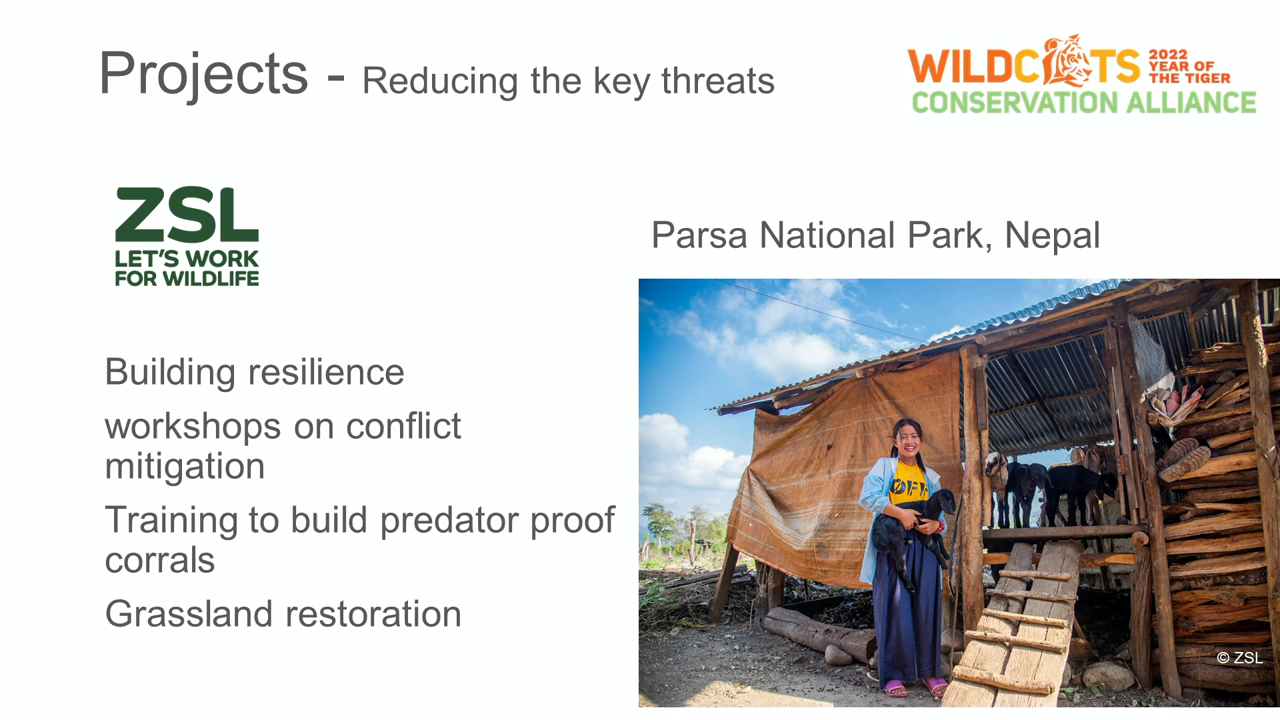 Projects - Reducing the key threats
WILDCATS 2022
YEAR OF
THE TIGER
CONSERVATION ALLIANCE
ZSL
LET'S WORK
FOR WILDLIFE
Parsa National Park, Nepal
Building resilience
workshops on conflict
mitigation
Training to build predator proof
corrals
Grassland restoration
OFF
© ZSL